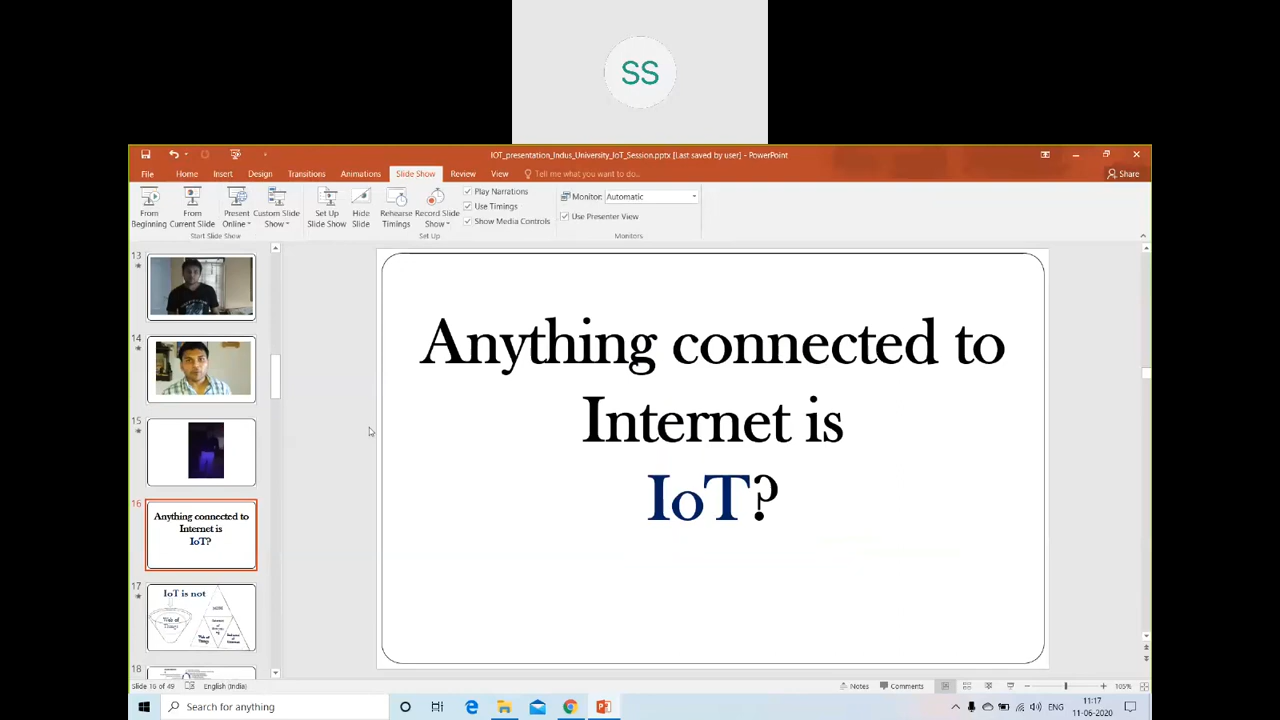 SS
IOT_presentation_Indus_University_IoT_Session.pptx [Last saved by user] - PowerPoint
File Home Insert Design Transitions Animations Slide Show Review View Tell me what you want to do... Share
From Beginning
From Current Slide
Present Online
Custom Slide Show
Set Up Slide Show
Hide Slide
Rehearse Timings
Record Slide Show
Play Narrations
Use Timings
Show Media Controls
Monitor: Automatic
Use Presenter View
Start Slide Show
Set Up
Monitors
13
14
15
16
Anything connected to
Internet is
IoT?
17
IoT is not
Web of
Things
18
Anything connected to
Internet is
IoT?
Slide 16 of 49 English (India) Notes Comments 105%
Search for anything
ENG
11:17
11-06-2020